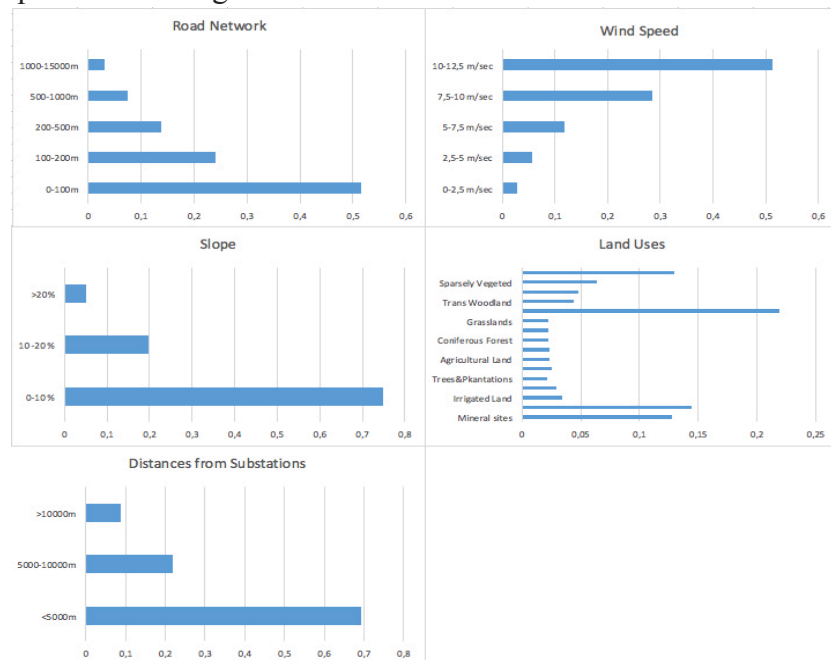 Road Network
1000-15000m
500-1000m
200-500m
100-200m
0-100m
0 0,1 0,2 0,3 0,4 0,5 0,6
Wind Speed
10-12,5 m/sec
7,5-10 m/sec
5-7,5 m/sec
2,5-5 m/sec
0-2,5 m/sec
0 0,1 0,2 0,3 0,4 0,5 0,6
Slope
>20%
10-20%
0-10%
0 0,1 0,2 0,3 0,4 0,5 0,6 0,7 0,8
Land Uses
Sparsely Vegeted
Trans Woodland
Grasslands
Coniferous Forest
Agricultural Land
Trees&Pkantations
Irrigated Land
Mineral sites
0 0,05 0,1 0,15 0,2 0,25
Distances from Substations
>10000m
5000-10000m
<5000m
0 0,1 0,2 0,3 0,4 0,5 0,6 0,7 0,8